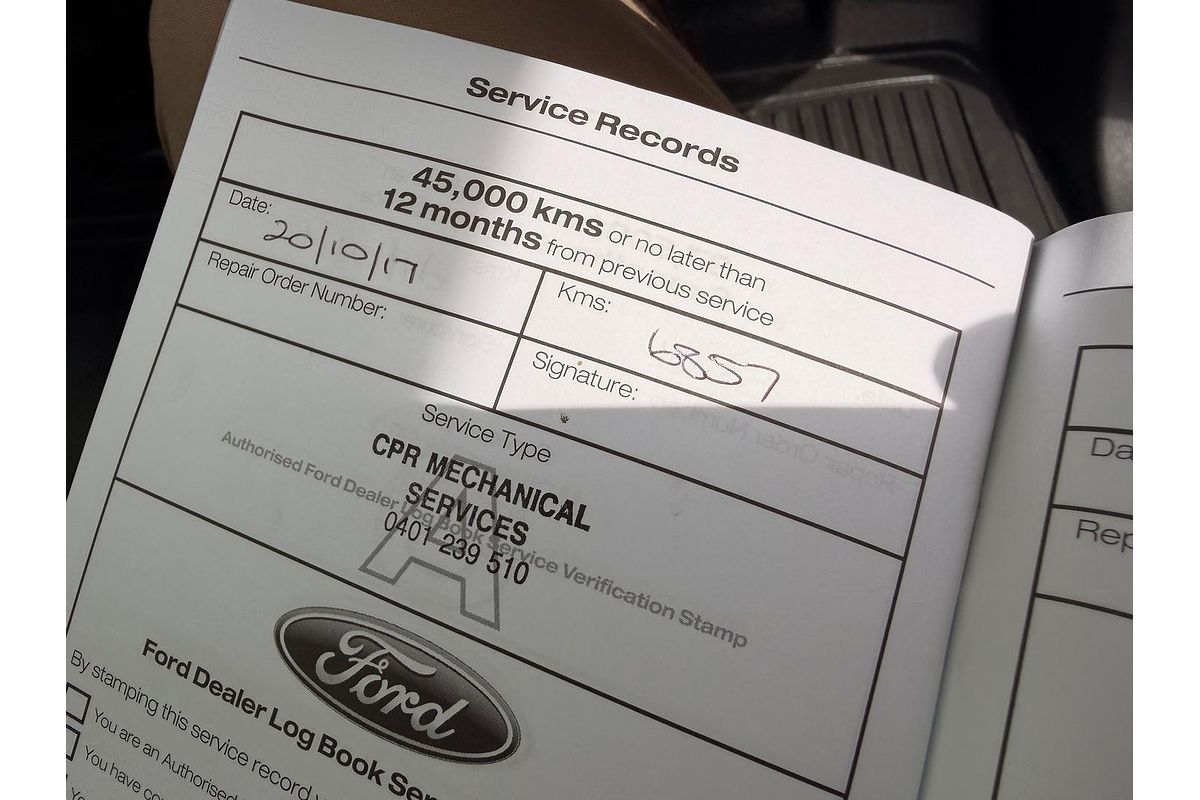 Service Records
45,000 kms or no later than
12 months from previous service
Date: 20/10/17
Kms: 6857
Repair Order Number:
Signature:
Service Type
A
CPR MECHANICAL
SERVICES
0401 239 510
Authorised Ford Dealer Log Book Service Verification Stamp
Ford
Ford Dealer Log Book Ser
By stamping this service record
You are an Authorised
You have co
Da
Rep